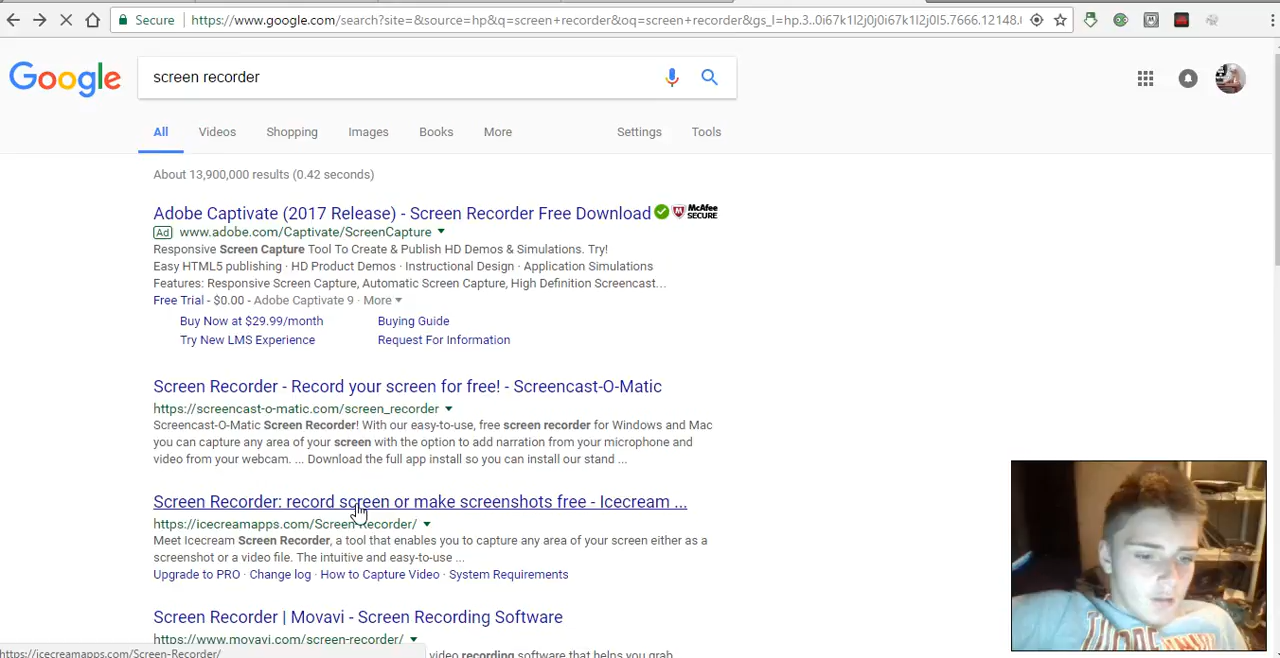 Secure https://www.google.com/search?site=&source=hp&q=screen+recorder&oq=screen+recorder&gs_l=hp.3..0i67k1l2j0j0i67k1l2j0l5.7666.12148.
Google
screen recorder
All Videos Shopping Images Books More Settings Tools
About 13,900,000 results (0.42 seconds)
Adobe Captivate (2017 Release) - Screen Recorder Free Download McAfee SECURE
Ad www.adobe.com/Captivate/ScreenCapture
Responsive Screen Capture Tool To Create & Publish HD Demos & Simulations. Try!
Easy HTML5 publishing · HD Product Demos · Instructional Design · Application Simulations
Features: Responsive Screen Capture, Automatic Screen Capture, High Definition Screencast...
Free Trial - $0.00 - Adobe Captivate 9 · More
Buy Now at $29.99/month Buying Guide
Try New LMS Experience Request For Information
Screen Recorder - Record your screen for free! - Screencast-O-Matic
https://screencast-o-matic.com/screen_recorder
Screencast-O-Matic Screen Recorder! With our easy-to-use, free screen recorder for Windows and Mac
you can capture any area of your screen with the option to add narration from your microphone and
video from your webcam. ... Download the full app install so you can install our stand ...
Screen Recorder: record screen or make screenshots free - Icecream ...
https://icecreamapps.com/Screen-Recorder/
Meet Icecream Screen Recorder, a tool that enables you to capture any area of your screen either as a
screenshot or a video file. The intuitive and easy-to-use ...
Upgrade to PRO · Change log · How to Capture Video · System Requirements
Screen Recorder | Movavi - Screen Recording Software
https://www.movavi.com/screen-recorder/
https://icecreamapps.com/Screen-Recorder/
video recording software that helps you grab